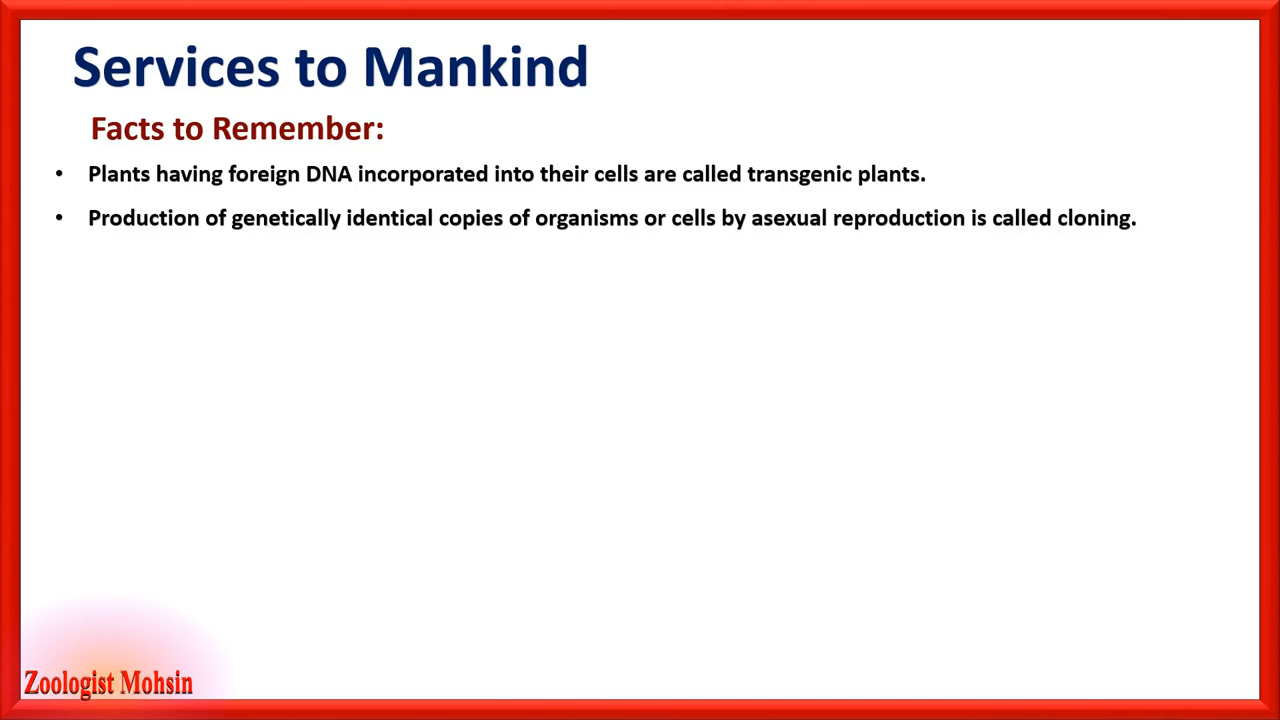 Services to Mankind
Facts to Remember:
• Plants having foreign DNA incorporated into their cells are called transgenic plants.
• Production of genetically identical copies of organisms or cells by asexual reproduction is called cloning.
Zoologist Mohsin